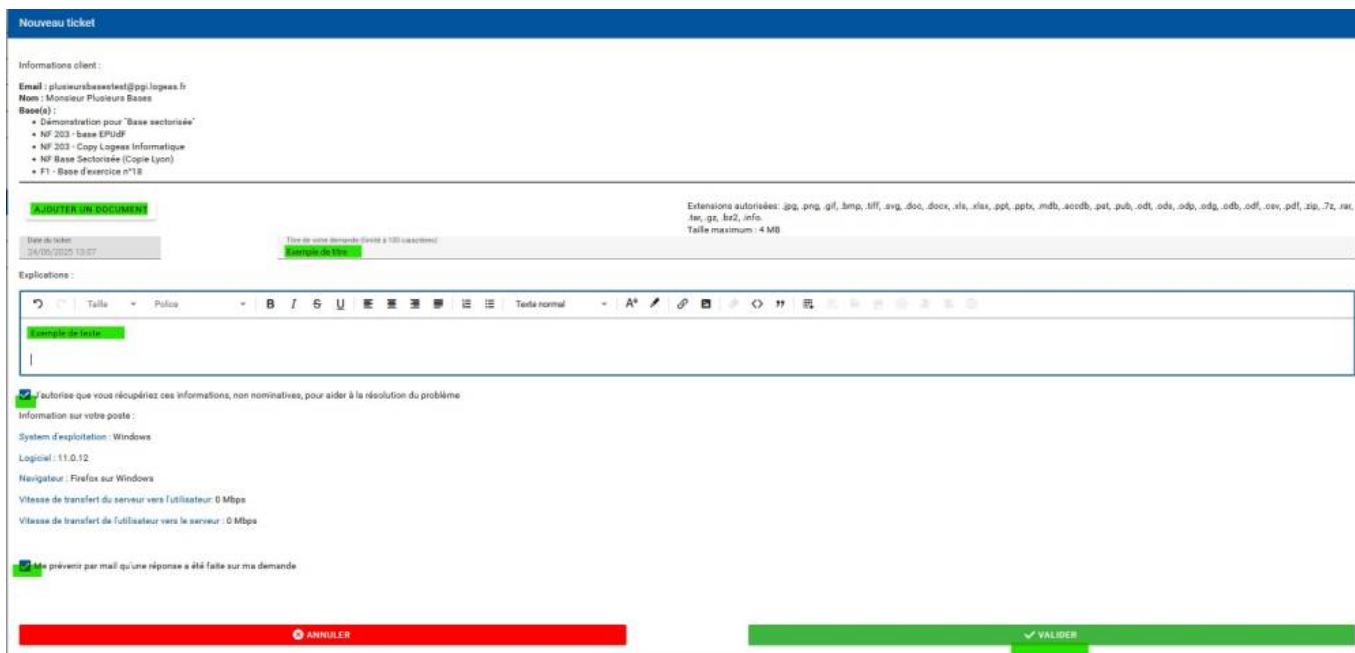 Nouveau ticket
Informations client :
Email : plusieursbasestest@pgi.logeas.fr
Nom : Monsieur Plusieurs Bases
Base(s) :
• Démonstration pour "Base sectorisée"
• NF 203 - base EPUdF
• NF 203 - Copy Logeas Informatique
• NF Base Sectorisée (Copie Lyon)
• F1 - Base d'exercice n°18
AJOUTER UN DOCUMENT
Extensions autorisées: .jpg, .png, .gif, .bmp, .tiff, .svg, .doc, .docx, .xls, .xlsx, .ppt, .pptx, .mdb, .accdb, .pst, .pub, .odt, .ods, .odp, .odg, .odb, .odf, .csv, .pdf, .zip, .7z, .rar,
.tar, .gz, .bz2, .info.
Taille maximum : 4 MB
Date du ticket
24/06/2025 13:07
Titre de votre demande (limité à 100 caractères)
Exemple de titre
Explications :
Taille Police B I S U Texte normal
Exemple de texte
J'autorise que vous récupériez ces informations, non nominatives, pour aider à la résolution du problème
Information sur votre poste :
System d'exploitation : Windows
Logiciel : 11.0.12
Navigateur : Firefox sur Windows
Vitesse de transfert du serveur vers l'utilisateur: 0 Mbps
Vitesse de transfert de l'utilisateur vers le serveur : 0 Mbps
Me prévenir par mail qu'une réponse a été faite sur ma demande
ANNULER
VALIDER